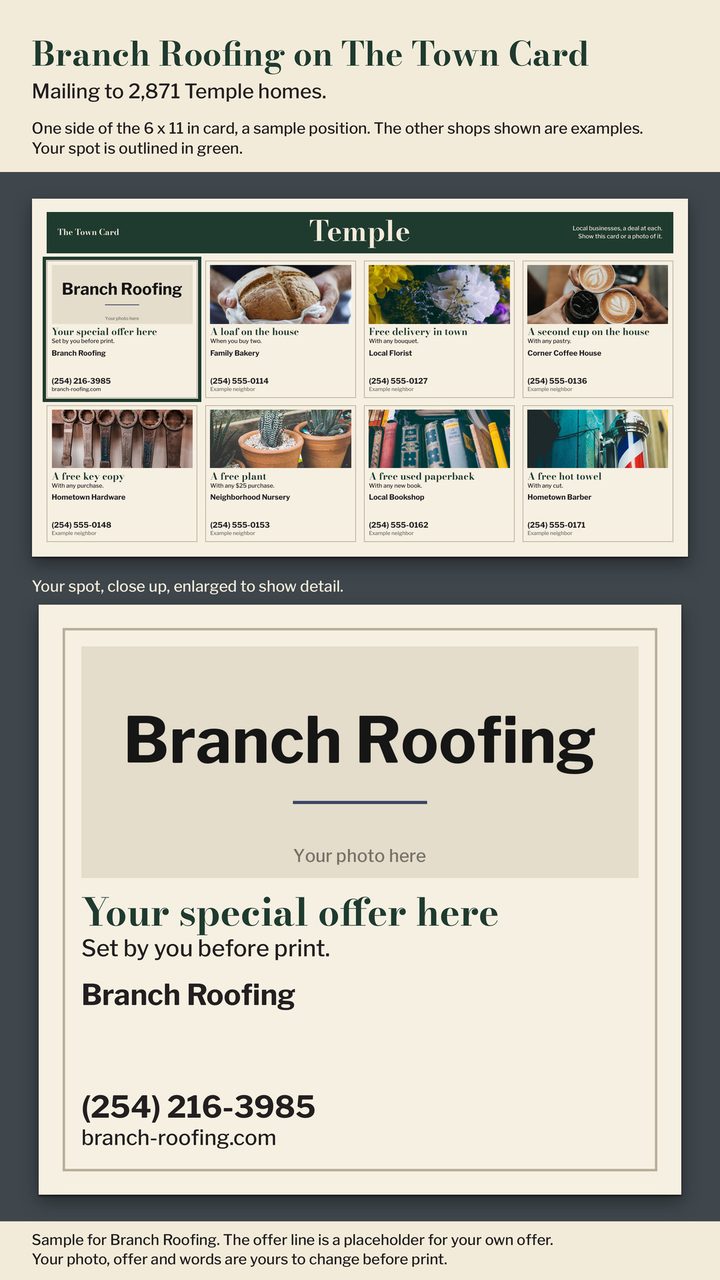 Branch Roofing on The Town Card
Mailing to 2,871 Temple homes.
One side of the 6 x 11 in card, a sample position. The other shops shown are examples.
Your spot is outlined in green.
The Town Card
Temple
Local businesses, a deal at each.
Show this card or a photo of it.
Branch Roofing
Your photo here
Your special offer here
Set by you before print.
Branch Roofing
(254) 216-3985
branch-roofing.com
A loaf on the house
When you buy two.
Family Bakery
(254) 555-0114
Example neighbor
Free delivery in town
With any bouquet.
Local Florist
(254) 555-0127
Example neighbor
A second cup on the house
With any pastry.
Corner Coffee House
(254) 555-0136
Example neighbor
A free key copy
With any purchase.
Hometown Hardware
(254) 555-0148
Example neighbor
A free plant
With any $25 purchase.
Neighborhood Nursery
(254) 555-0153
Example neighbor
A free used paperback
With any new book.
Local Bookshop
(254) 555-0162
Example neighbor
A free hot towel
With any cut.
Hometown Barber
(254) 555-0171
Example neighbor
Your spot, close up, enlarged to show detail.
Branch Roofing
Your photo here
Your special offer here
Set by you before print.
Branch Roofing
(254) 216-3985
branch-roofing.com
Sample for Branch Roofing. The offer line is a placeholder for your own offer.
Your photo, offer and words are yours to change before print.